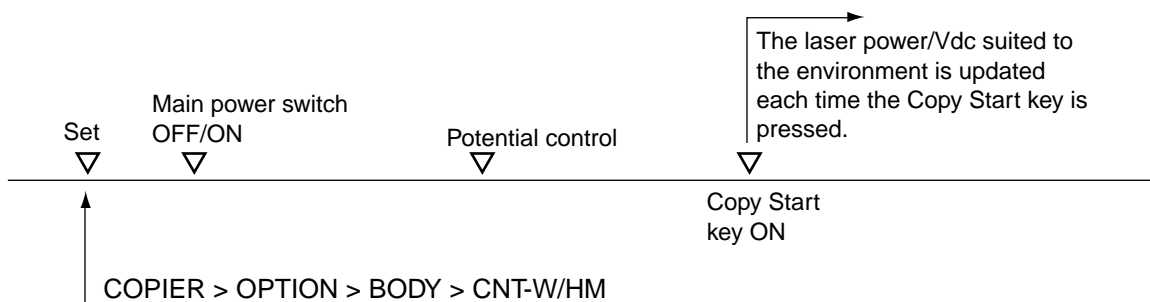 The laser power/Vdc suited to
the environment is updated
each time the Copy Start key is
pressed.
Main power switch
OFF/ON
Set
Potential control
Copy Start
key ON
COPIER > OPTION > BODY > CNT-W/HM